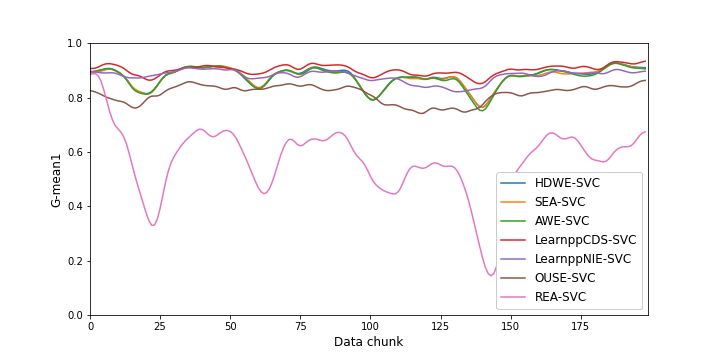 1.0
0.8
0.6
0.4
0.2
0.0
G-mean1
0
25
50
75
100
125
150
175
Data chunk
HDWE-SVC
SEA-SVC
AWE-SVC
LearnppCDS-SVC
LearnppNIE-SVC
OUSE-SVC
REA-SVC